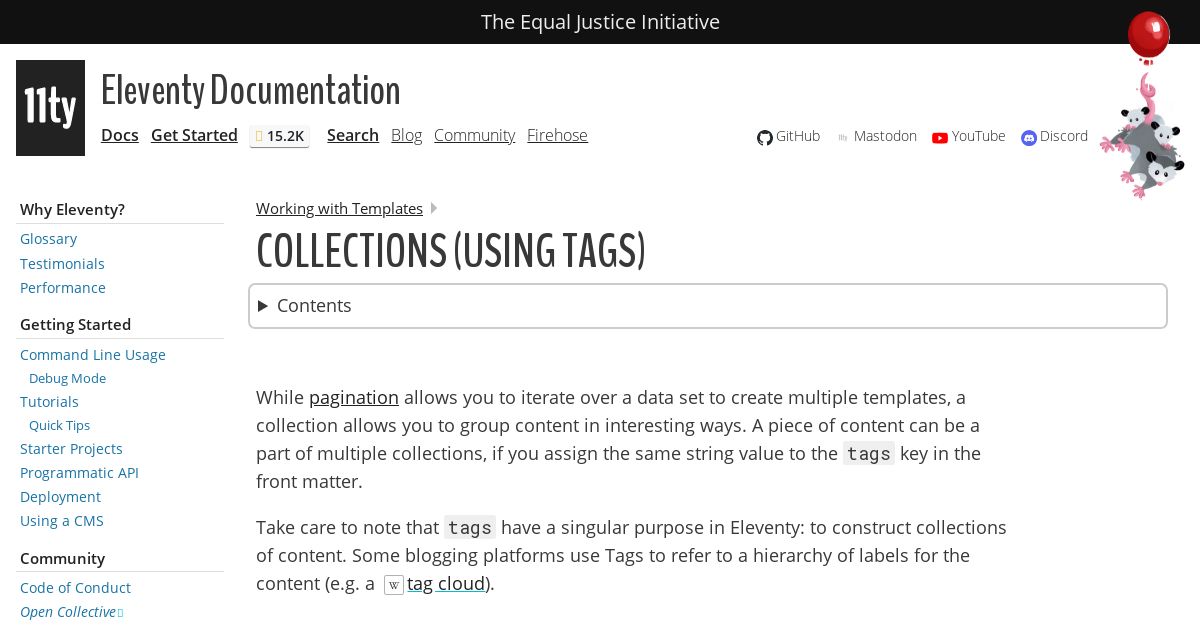 The Equal Justice Initiative
11ty
Eleventy Documentation
Docs Get Started 15.2K Search Blog Community Firehose
GitHub Mastodon YouTube Discord
Why Eleventy?
Glossary
Testimonials
Performance
Getting Started
Command Line Usage
Debug Mode
Tutorials
Quick Tips
Starter Projects
Programmatic API
Deployment
Using a CMS
Community
Code of Conduct
Open Collective
Working with Templates
COLLECTIONS (USING TAGS)
Contents
While pagination allows you to iterate over a data set to create multiple templates, a
collection allows you to group content in interesting ways. A piece of content can be a
part of multiple collections, if you assign the same string value to the tags key in the
front matter.
Take care to note that tags have a singular purpose in Eleventy: to construct collections
of content. Some blogging platforms use Tags to refer to a hierarchy of labels for the
content (e.g. a W tag cloud).